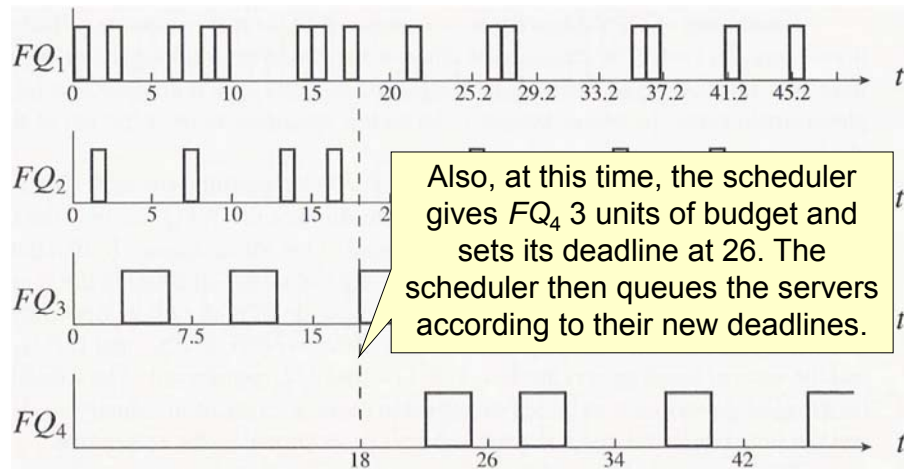 FQ1
t
0 5 10 15 20 25.2 29.2 33.2 37.2 41.2 45.2
FQ2
0 5 10 15
Also, at this time, the scheduler
gives FQ4 3 units of budget and
sets its deadline at 26. The
scheduler then queues the servers
according to their new deadlines.
t
FQ3
0 7.5 15
t
FQ4
t
18 26 34 42